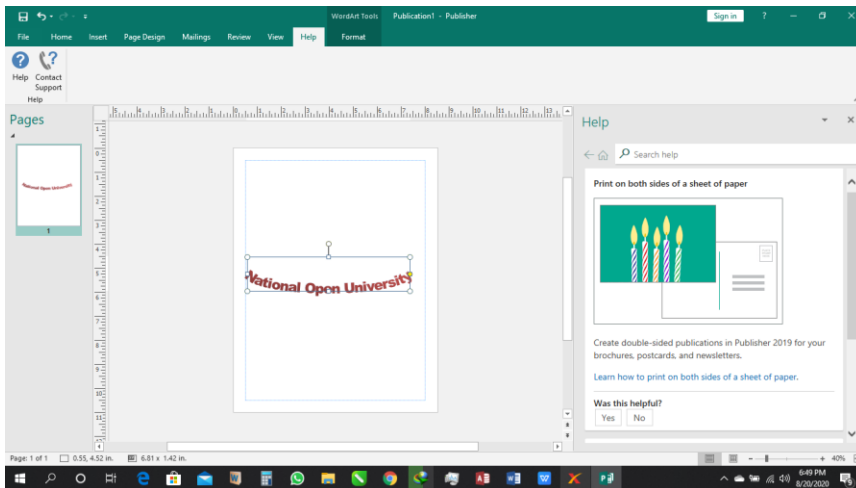 WordArt Tools Publication1 - Publisher Sign in ?
File Home Insert Page Design Mailings Review View Help Format
Help Contact Support
Help
Pages
1
National Open University
Help
Search help
Print on both sides of a sheet of paper
Create double-sided publications in Publisher 2019 for your
brochures, postcards, and newsletters.
Learn how to print on both sides of a sheet of paper.
Was this helpful?
Yes No
Page: 1 of 1 0.55, 4.52 in. 6.81 x 1.42 in. 40%
6:49 PM
8/20/2020